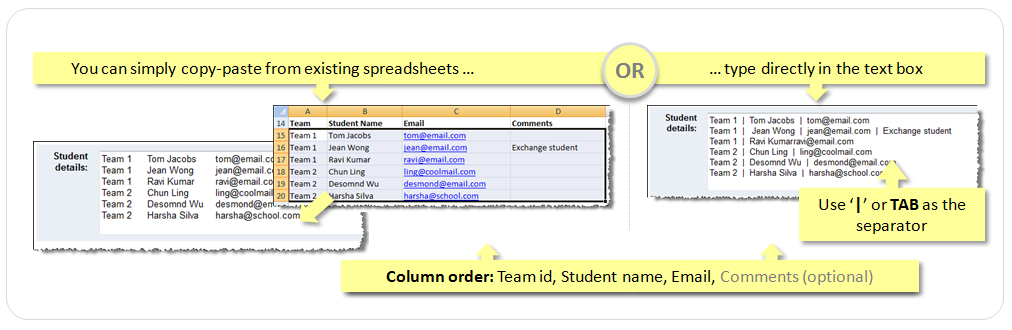 You can simply copy-paste from existing spreadsheets ...
OR
... type directly in the text box
A B C D
14 Team Student Name Email Comments
15 Team 1 Tom Jacobs tom@email.com
16 Team 1 Jean Wong jean@email.com Exchange student
17 Team 1 Ravi Kumar ravi@email.com
18 Team 2 Chun Ling ling@coolmail.com
19 Team 2 Desomnd Wu desmond@email.com
20 Team 2 Harsha Silva harsha@school.com
Student details:
Team 1 Tom Jacobs tom@email.com
Team 1 Jean Wong jean@email.co
Team 1 Ravi Kumar ravi@email.co
Team 2 Chun Ling ling@coolmail
Team 2 Desomnd Wu desmond@em
Team 2 Harsha Silva harsha@school.com
Student details:
Team 1 | Tom Jacobs | tom@email.com
Team 1 | Jean Wong | jean@email.com | Exchange student
Team 1 | Ravi Kumarravi@email.com
Team 2 | Chun Ling | ling@coolmail.com
Team 2 | Desomnd Wu | desmond@email.com
Team 2 | Harsha Silva | harsha@school.com
Use ‘|’ or TAB as the
separator
Column order: Team id, Student name, Email, Comments (optional)